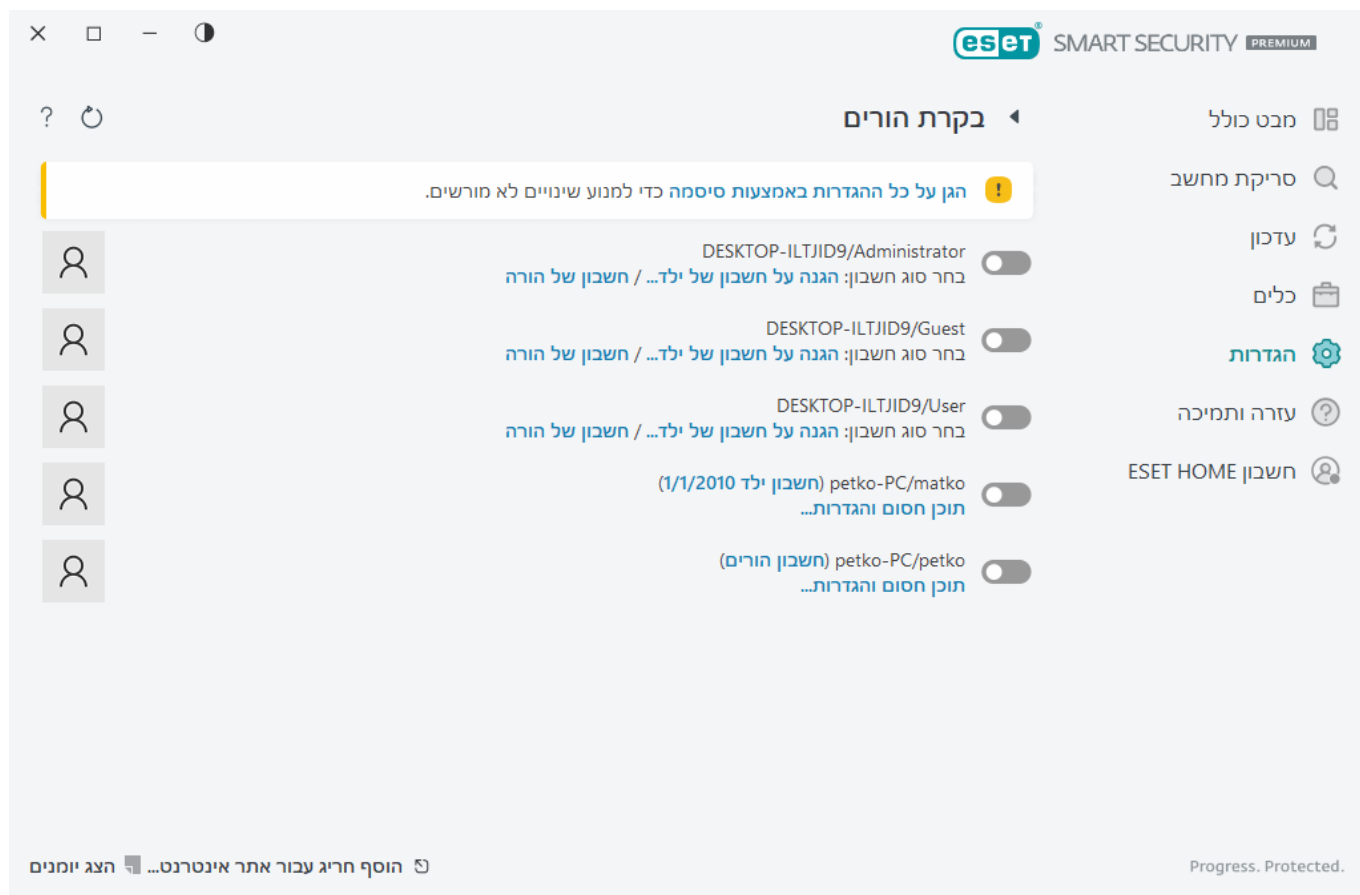 eset® SMART SECURITY PREMIUM
מבט כולל
סריקת מחשב
עדכון
כלים
הגדרות
עזרה ותמיכה
חשבון ESET HOME
בקרת הורים
?
הגן על כל ההגדרות באמצעות סיסמה כדי למנוע שינויים לא מורשים.
DESKTOP-ILTJID9/Administrator
בחר סוג חשבון: הגנה על חשבון של ילד... / חשבון של הורה
DESKTOP-ILTJID9/Guest
בחר סוג חשבון: הגנה על חשבון של ילד... / חשבון של הורה
DESKTOP-ILTJID9/User
בחר סוג חשבון: הגנה על חשבון של ילד... / חשבון של הורה
petko-PC/matko (חשבון ילד 1/1/2010)
תוכן חסום והגדרות...
petko-PC/petko (חשבון הורים)
תוכן חסום והגדרות...
הוסף חריג עבור אתר אינטרנט... הצג יומנים
Progress. Protected.